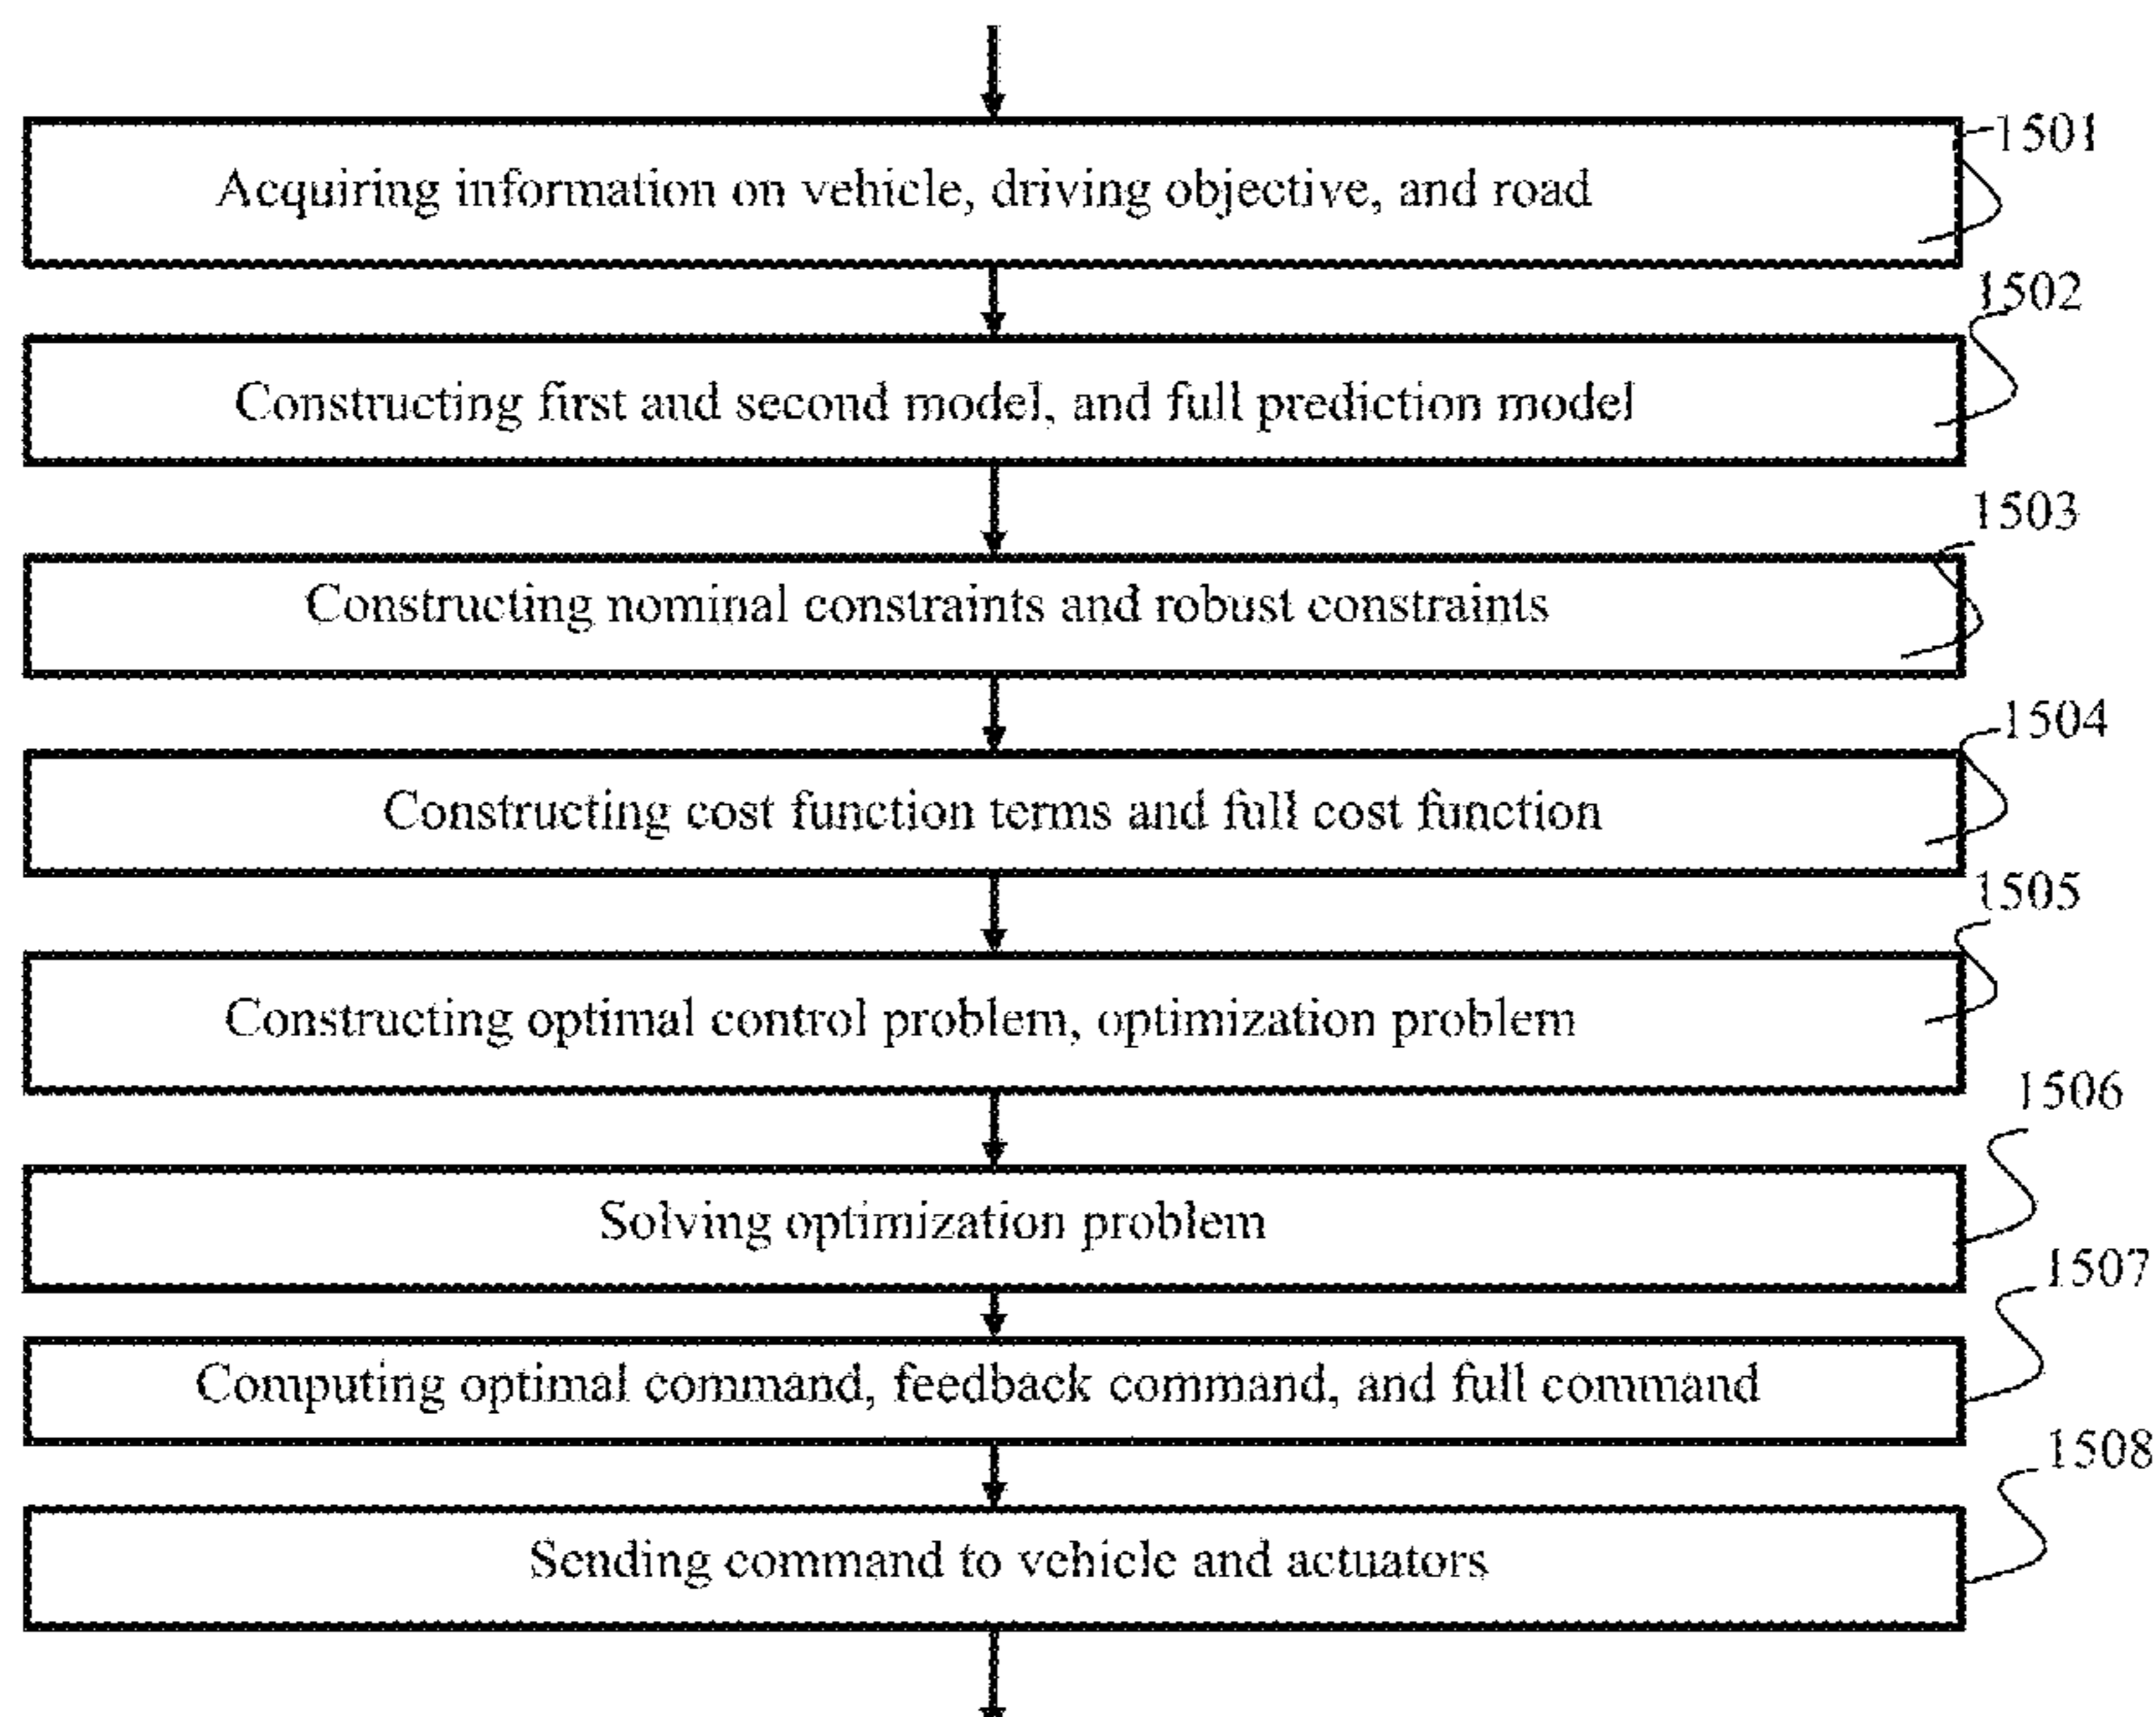 1501
Acquiring information on vehicle, driving objective, and road
1502
Constructing first and second model, and full prediction model
1503
Constructing nominal constraints and robust constraints
1504
Constructing cost function terms and full cost function
1505
Constructing optimal control problem, optimization problem
1506
Solving optimization problem
1507
Computing optimal command, feedback command, and full command
1508
Sending command to vehicle and actuators